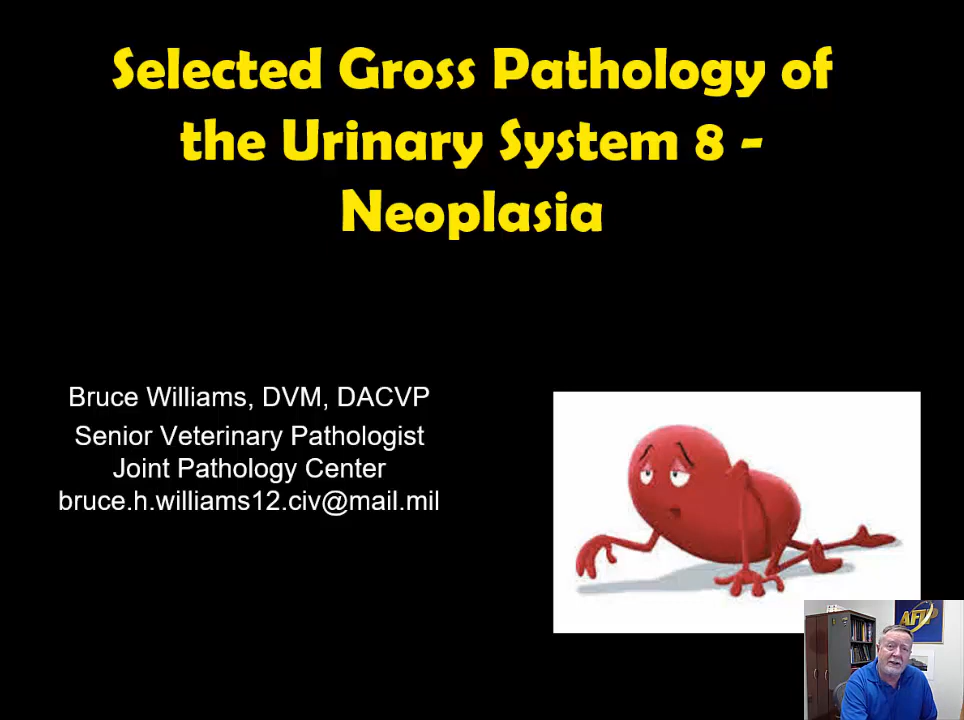 Selected Gross Pathology of
the Urinary System 8 -
Neoplasia
Bruce Williams, DVM, DACVP
Senior Veterinary Pathologist
Joint Pathology Center
bruce.h.williams12.civ@mail.mil
AFIP